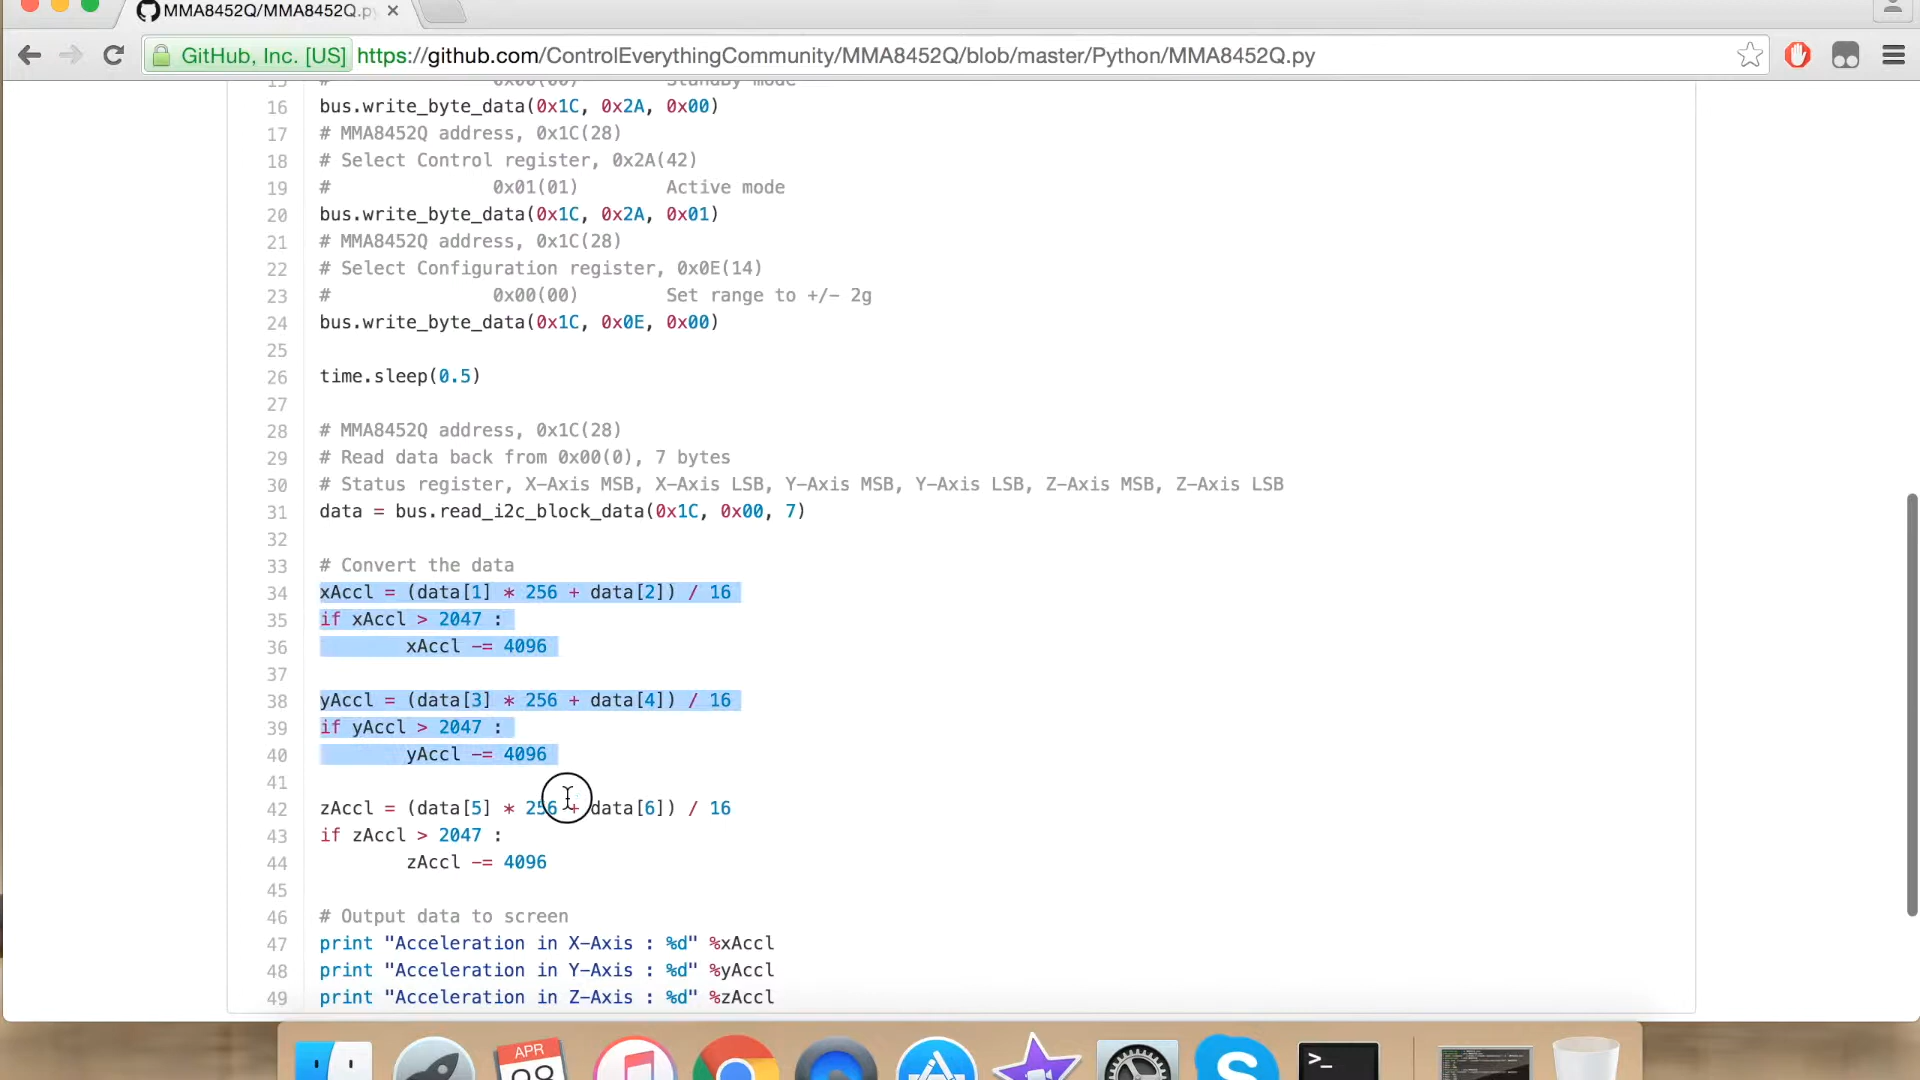 MMA8452Q/MMA8452Q.py
GitHub, Inc. [US] https://github.com/ControlEverythingCommunity/MMA8452Q/blob/master/Python/MMA8452Q.py
15 # 0x00(00) StandBy mode
16 bus.write_byte_data(0x1C, 0x2A, 0x00)
17 # MMA8452Q address, 0x1C(28)
18 # Select Control register, 0x2A(42)
19 # 0x01(01) Active mode
20 bus.write_byte_data(0x1C, 0x2A, 0x01)
21 # MMA8452Q address, 0x1C(28)
22 # Select Configuration register, 0x0E(14)
23 # 0x00(00) Set range to +/- 2g
24 bus.write_byte_data(0x1C, 0x0E, 0x00)
25
26 time.sleep(0.5)
27
28 # MMA8452Q address, 0x1C(28)
29 # Read data back from 0x00(0), 7 bytes
30 # Status register, X-Axis MSB, X-Axis LSB, Y-Axis MSB, Y-Axis LSB, Z-Axis MSB, Z-Axis LSB
31 data = bus.read_i2c_block_data(0x1C, 0x00, 7)
32
33 # Convert the data
34 xAccl = (data[1] * 256 + data[2]) / 16
35 if xAccl > 2047 :
36 xAccl -= 4096
37
38 yAccl = (data[3] * 256 + data[4]) / 16
39 if yAccl > 2047 :
40 yAccl -= 4096
41
42 zAccl = (data[5] * 256 + data[6]) / 16
43 if zAccl > 2047 :
44 zAccl -= 4096
45
46 # Output data to screen
47 print "Acceleration in X-Axis : %d" %xAccl
48 print "Acceleration in Y-Axis : %d" %yAccl
49 print "Acceleration in Z-Axis : %d" %zAccl
APR